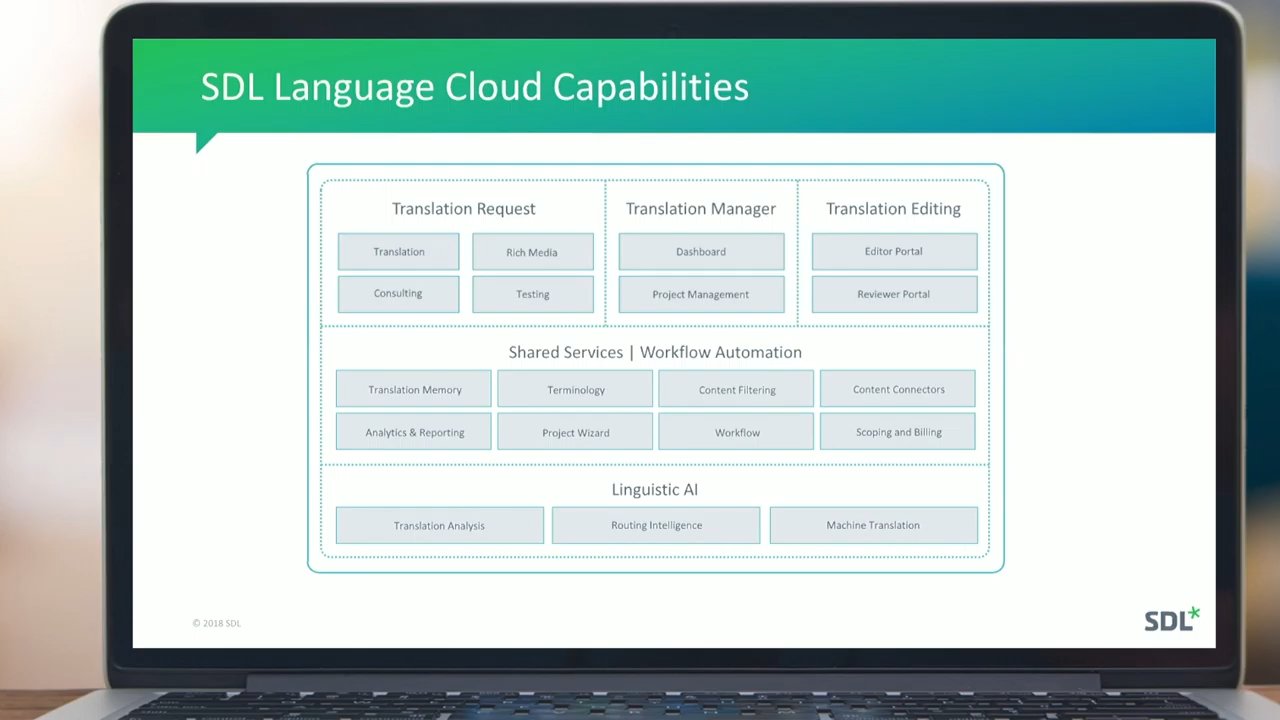 SDL Language Cloud Capabilities
Translation Request
Translation Manager
Translation Editing
Translation
Rich Media
Dashboard
Editor Portal
Consulting
Testing
Project Management
Reviewer Portal
Shared Services | Workflow Automation
Translation Memory
Terminology
Content Filtering
Content Connectors
Analytics & Reporting
Project Wizard
Workflow
Scoping and Billing
Linguistic AI
Translation Analysis
Routing Intelligence
Machine Translation
© 2018 SDL
SDL*